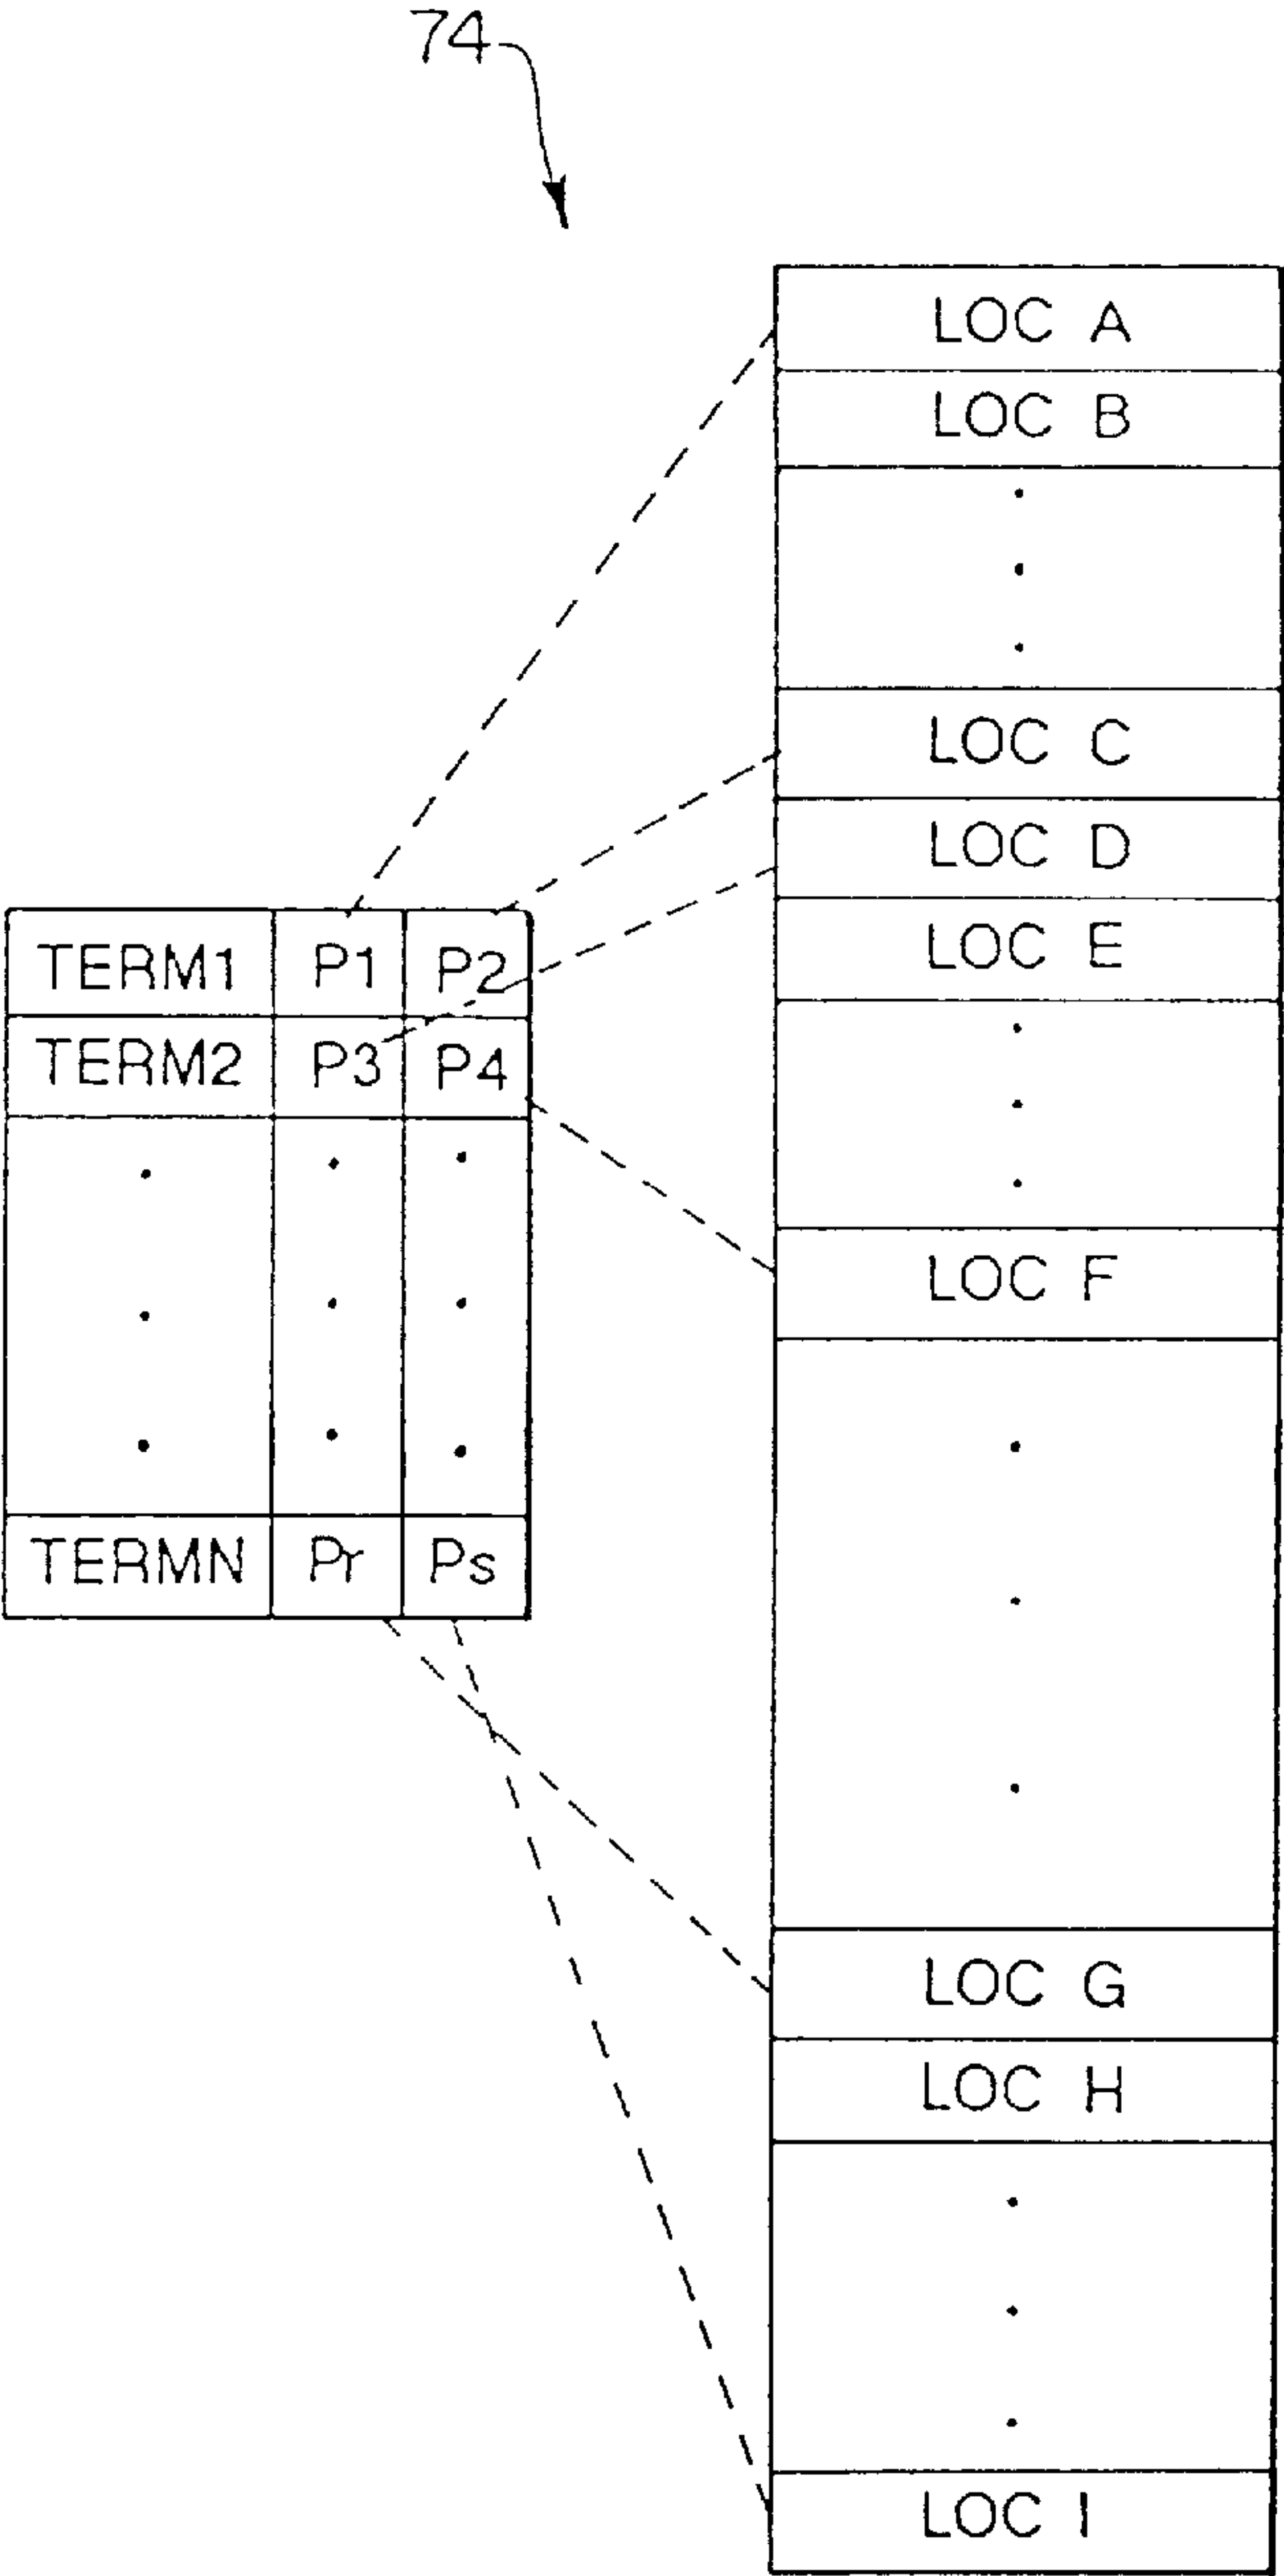 74
LOC A
LOC B
LOC C
LOC D
LOC E
LOC F
LOC G
LOC H
LOC I
TERM1 P1 P2
TERM2 P3 P4
TERMN Pr Ps